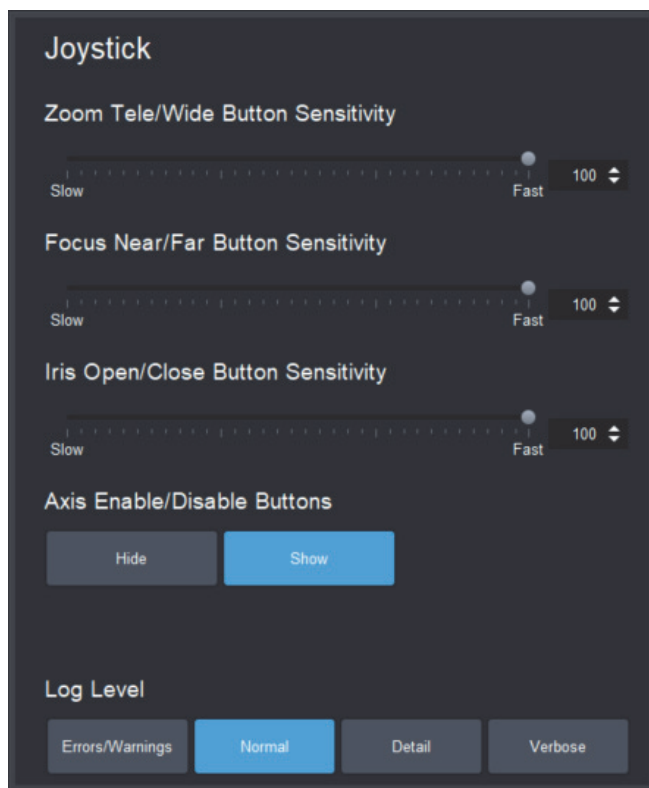 Joystick
Zoom Tele/Wide Button Sensitivity
100
Slow Fast
Focus Near/Far Button Sensitivity
100
Slow Fast
Iris Open/Close Button Sensitivity
100
Slow Fast
Axis Enable/Disable Buttons
Hide Show
Log Level
Errors/Warnings Normal Detail Verbose